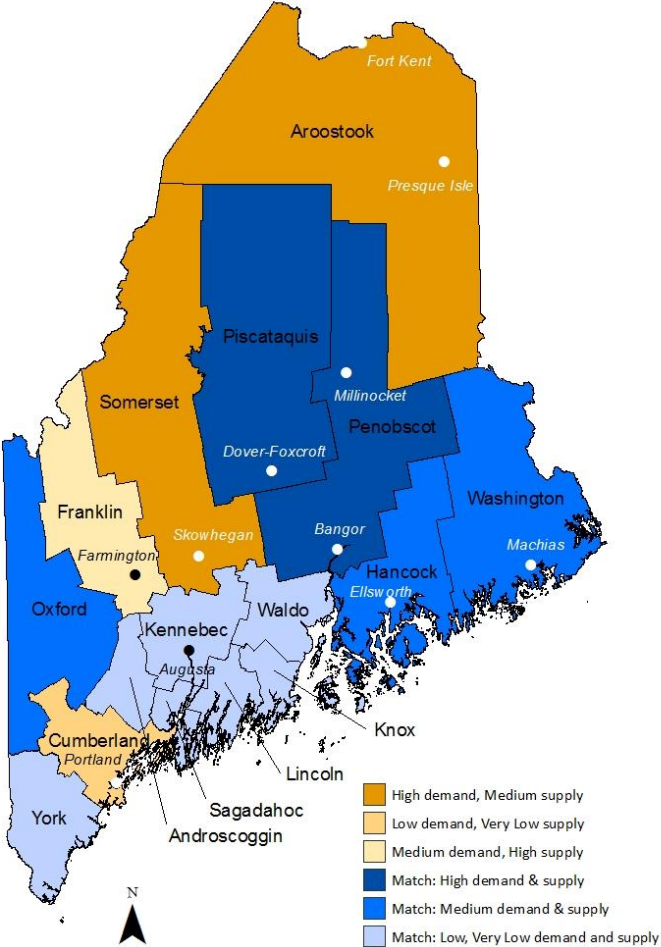 Fort Kent
Aroostook
Presque Isle
Piscataquis
Millinocket
Somerset
Penobscot
Dover-Foxcroft
Washington
Franklin
Skowhegan
Bangor
Machias
Farmington
Hancock
Ellsworth
Oxford
Waldo
Kennebec
Augusta
Knox
Cumberland
Portland
Lincoln
York
Sagadahoc
Androscoggin
High demand, Medium supply
Low demand, Very Low supply
Medium demand, High supply
Match: High demand & supply
Match: Medium demand & supply
Match: Low, Very Low demand and supply
N